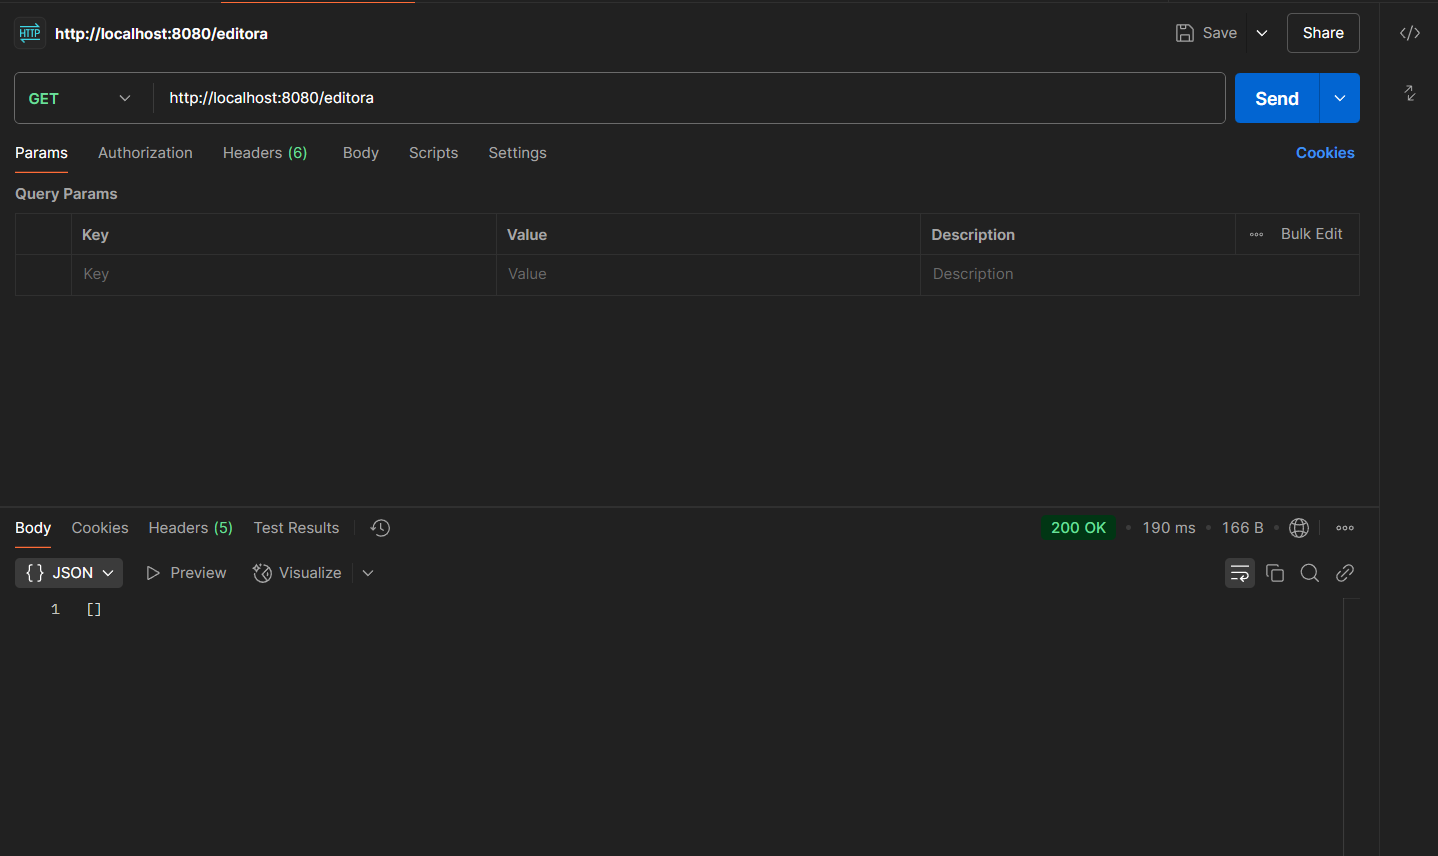 HTTP http://localhost:8080/editora Save Share
GET http://localhost:8080/editora Send
Params Authorization Headers (6) Body Scripts Settings Cookies
Query Params
Key Value Description Bulk Edit
Key Value Description
Body Cookies Headers (5) Test Results 200 OK • 190 ms • 166 B •
{} JSON Preview Visualize
1 []